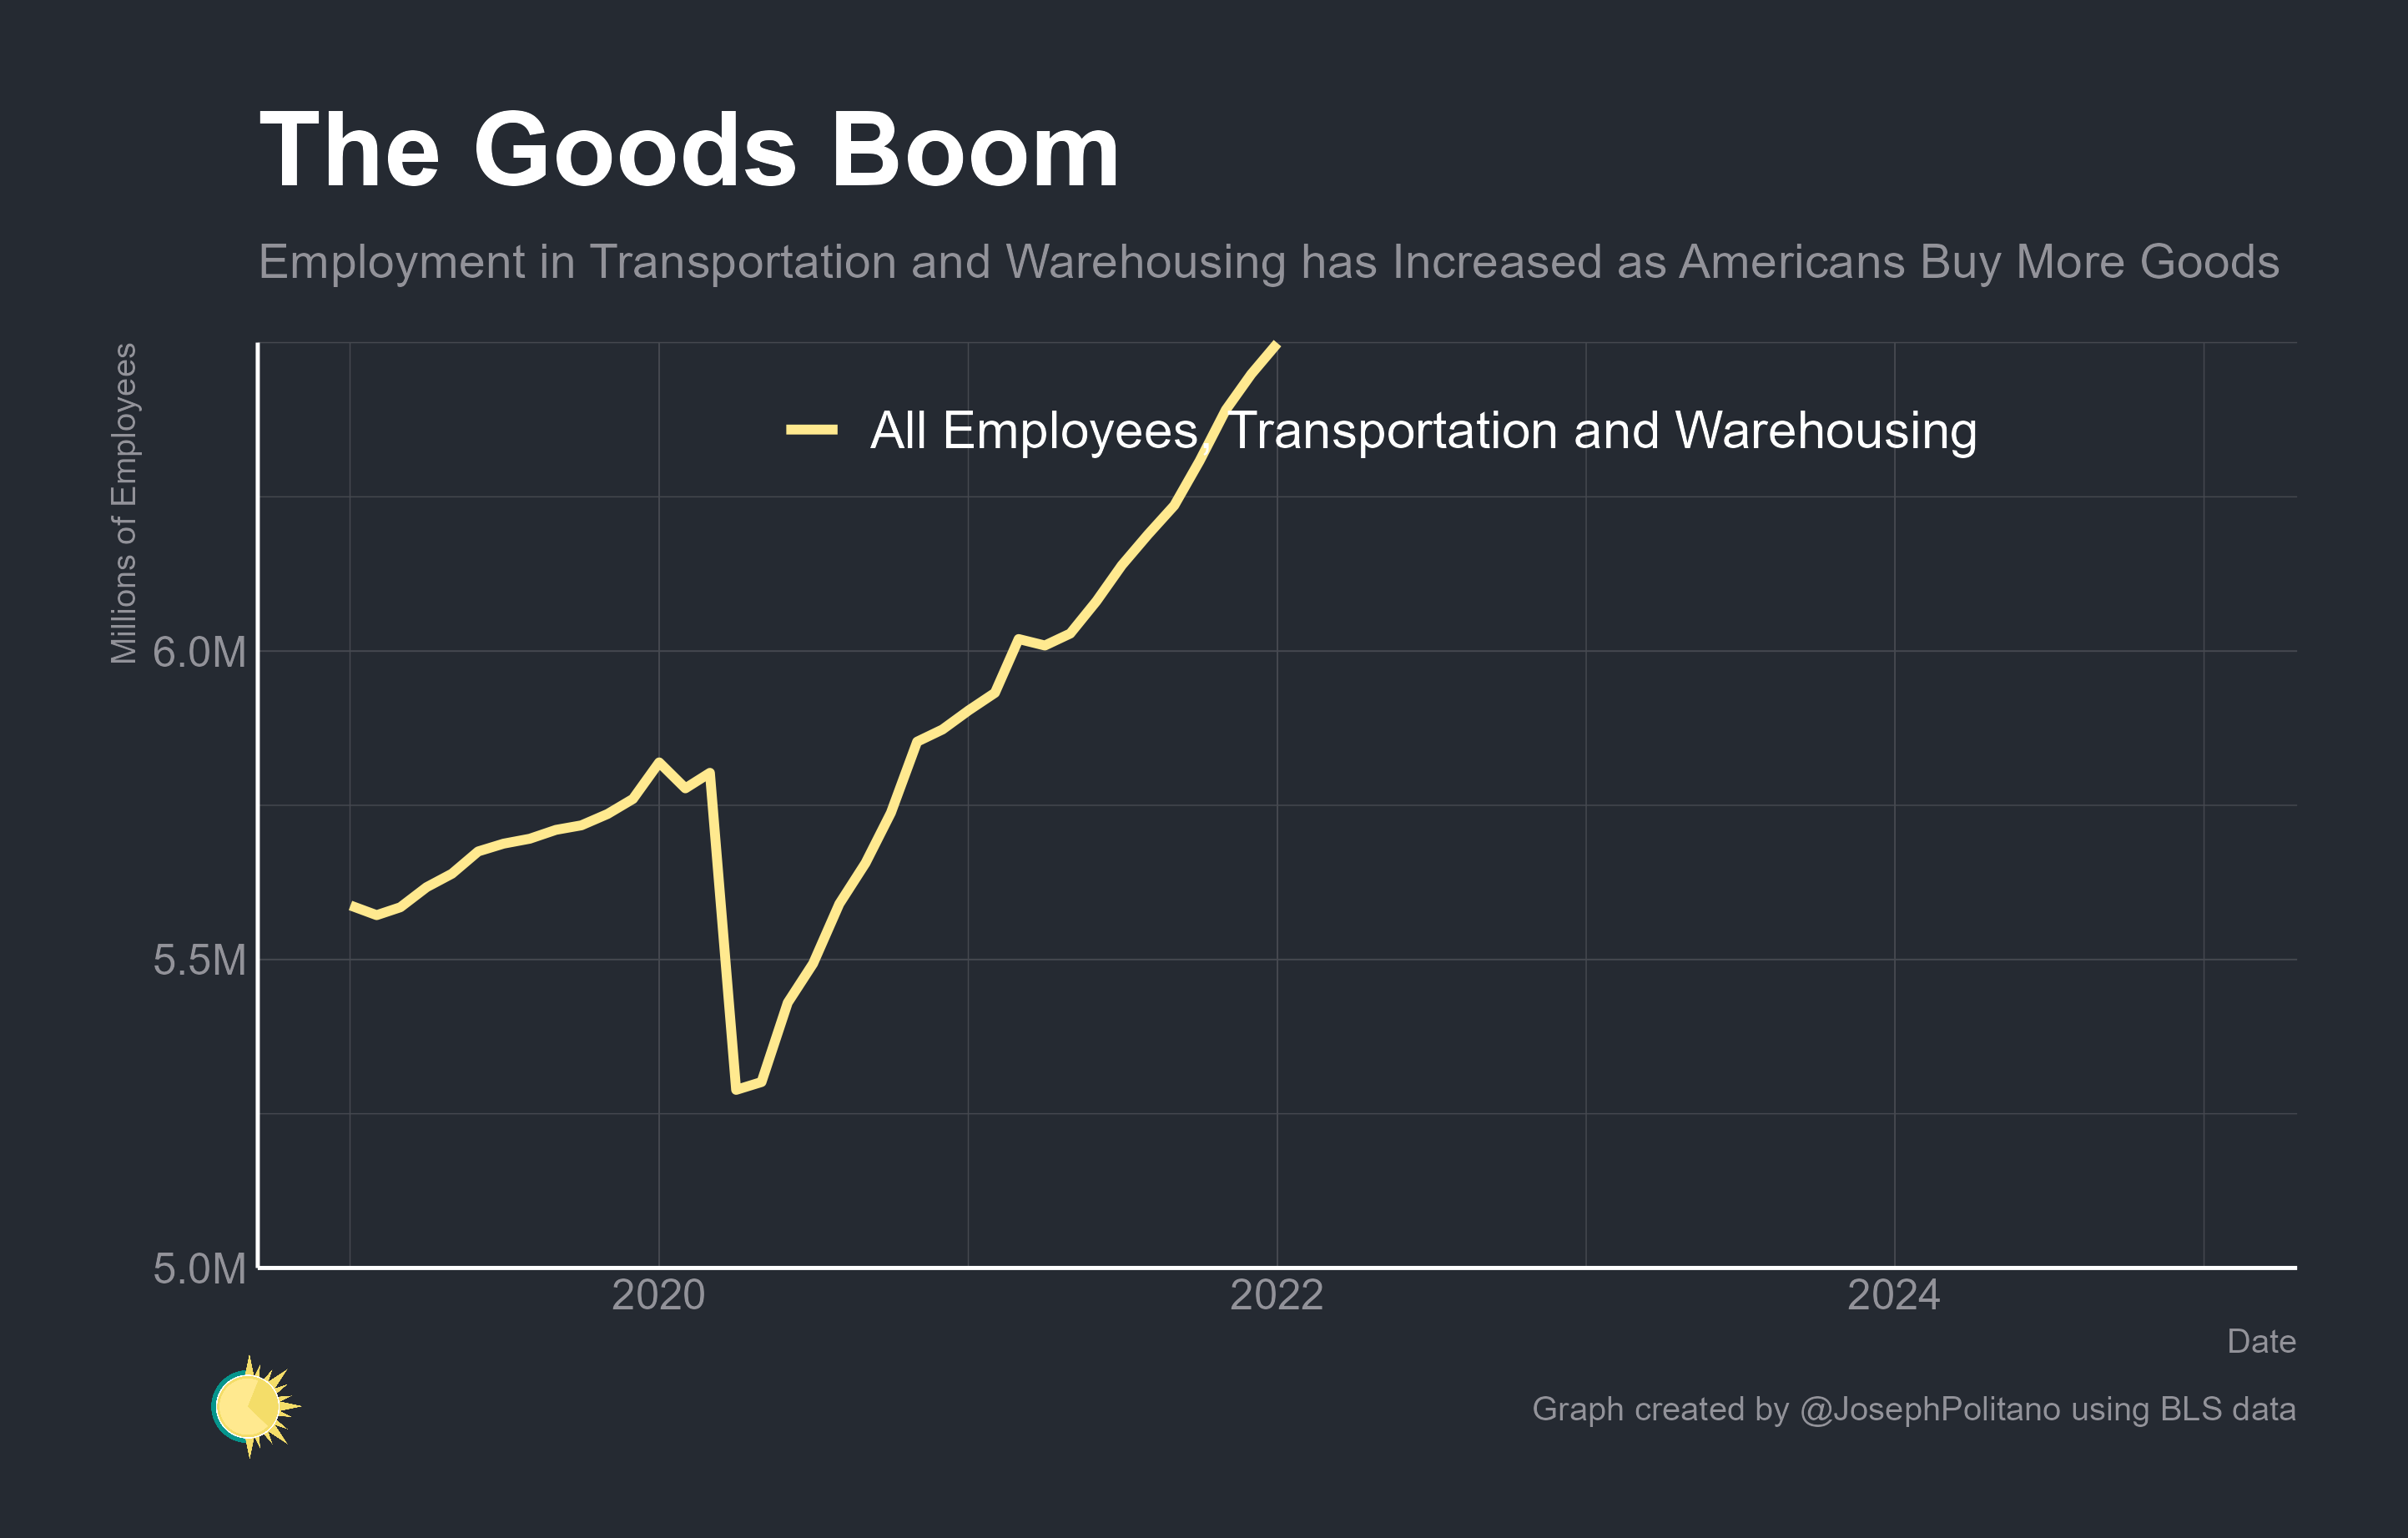 The Goods Boom
Employment in Transportation and Warehousing has Increased as Americans Buy More Goods
Millions of Employees
All Employees, Transportation and Warehousing
6.0M
5.5M
5.0M
2020
2022
2024
Date
Graph created by @JosephPolitano using BLS data